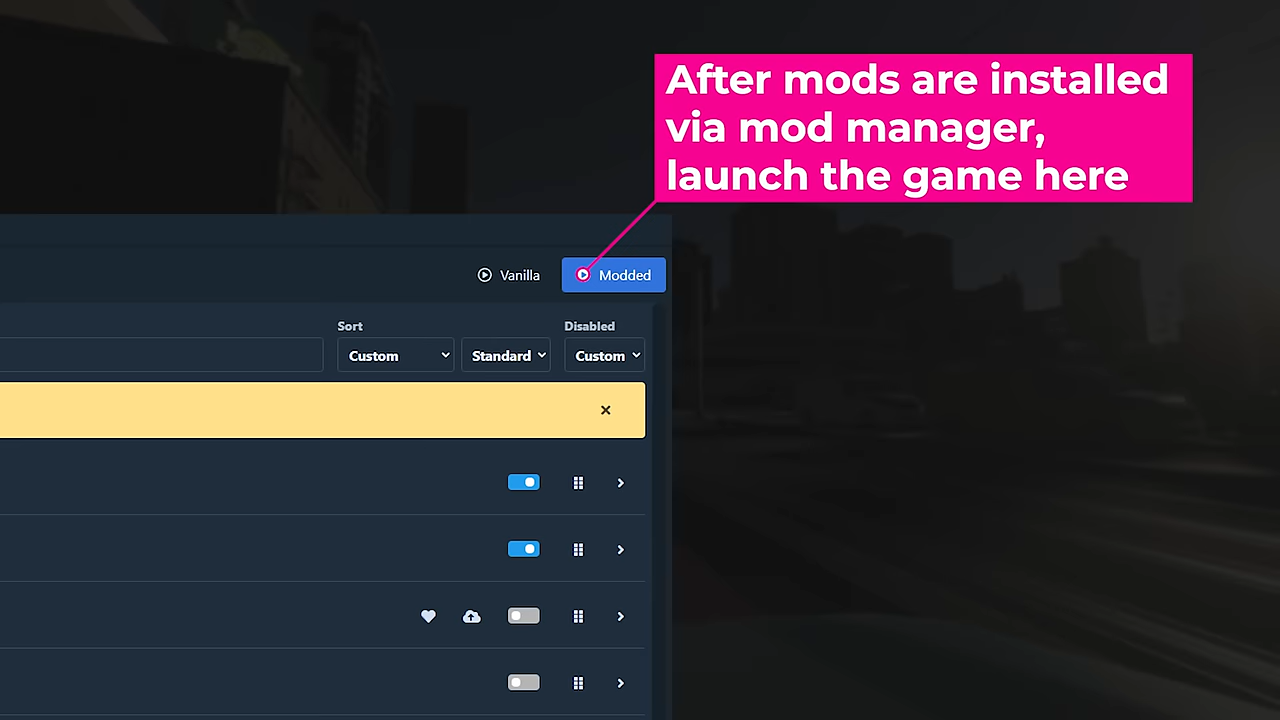 After mods are installed
via mod manager,
launch the game here
Vanilla
Modded
Sort
Disabled
Custom
Standard
Custom